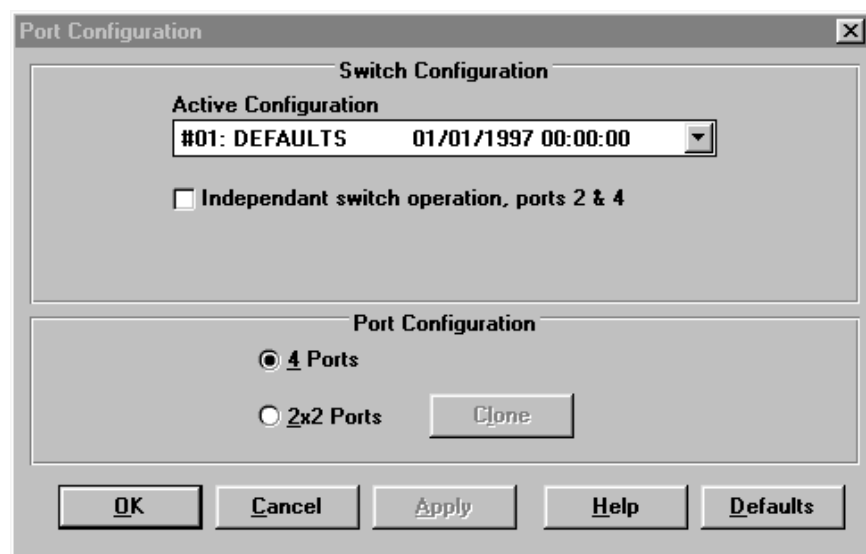 Port Configuration
Switch Configuration
Active Configuration
#01: DEFAULTS 01/01/1997 00:00:00
Independant switch operation, ports 2 & 4
Port Configuration
4 Ports
2x2 Ports
Clone
OK Cancel Apply Help Defaults